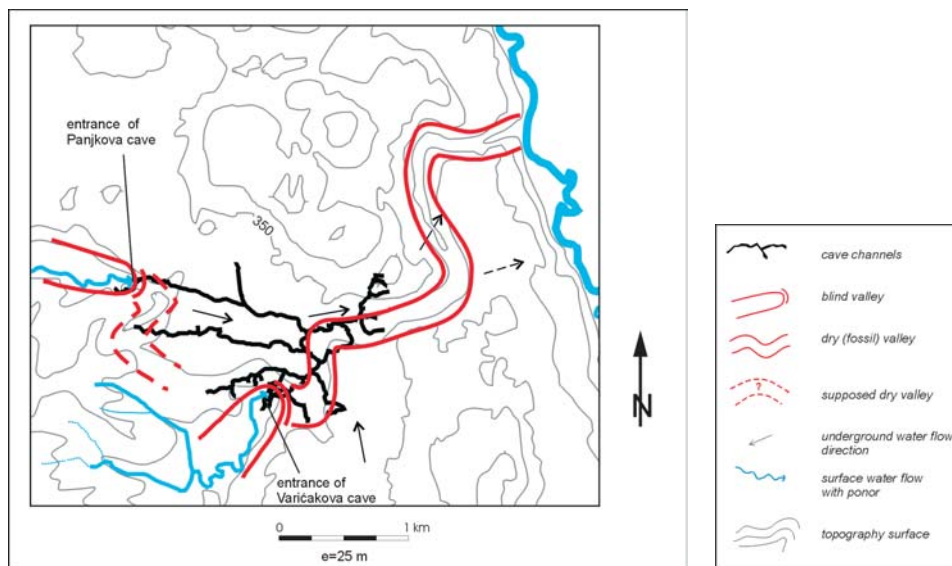 entrance of
Panjkova cave
350
entrance of
Varićakova cave
0 1 km
e=25 m
N
cave channels
blind valley
dry (fossil) valley
?
supposed dry valley
underground water flow
direction
surface water flow
with ponor
topography surface